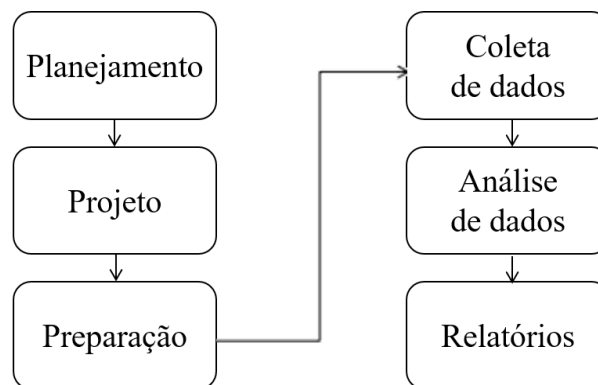 Planejamento
Projeto
Preparação
Coleta
de dados
Análise
de dados
Relatórios